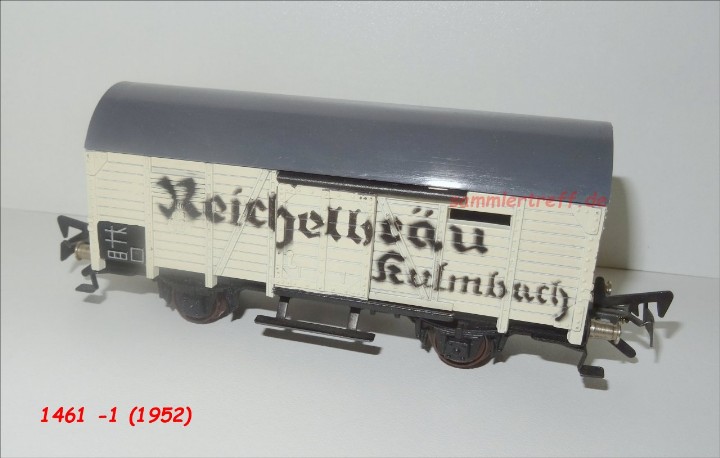 Reichelbräu
sammlertreff.de
Kulmbach
1461 -1 (1952)